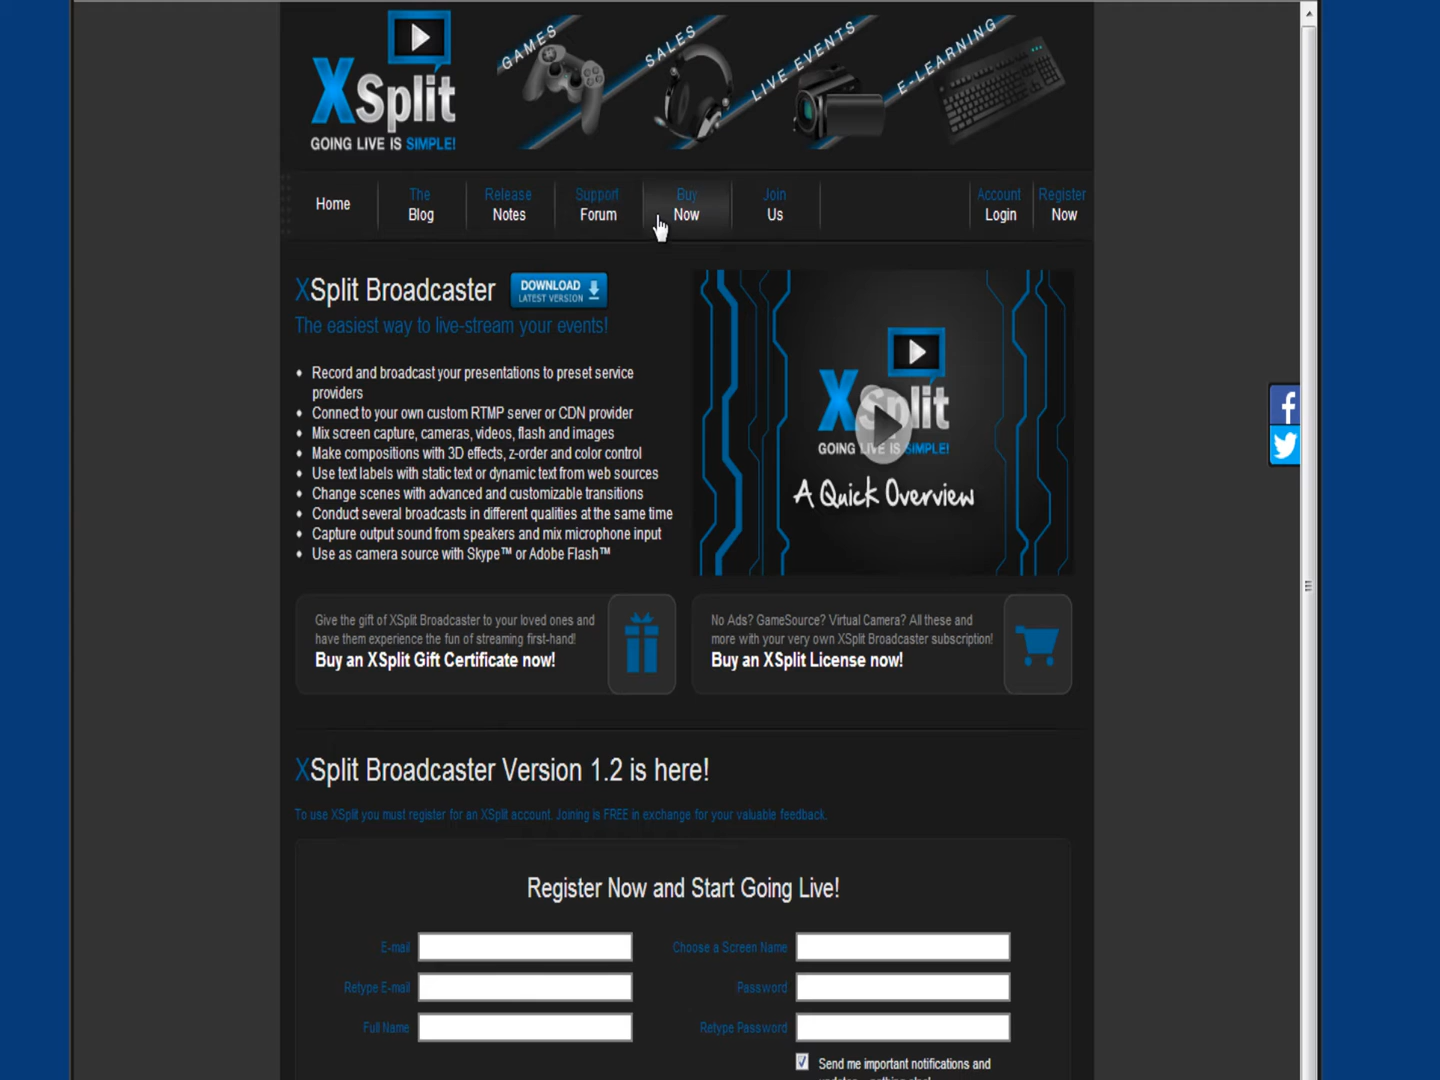 GAMES
SALES
LIVE EVENTS
E-LEARNING
XSplit
GOING LIVE IS SIMPLE!
Home
The Blog
Release Notes
Support Forum
Buy Now
Join Us
Account Login
Register Now
XSplit Broadcaster
DOWNLOAD
LATEST VERSION
The easiest way to live-stream your events!
Record and broadcast your presentations to preset service
providers
Connect to your own custom RTMP server or CDN provider
Mix screen capture, cameras, videos, flash and images
Make compositions with 3D effects, z-order and color control
Use text labels with static text or dynamic text from web sources
Change scenes with advanced and customizable transitions
Conduct several broadcasts in different qualities at the same time
Capture output sound from speakers and mix microphone input
Use as camera source with Skype™ or Adobe Flash™
XSplit
GOING LIVE IS SIMPLE!
A Quick Overview
Give the gift of XSplit Broadcaster to your loved ones and
have them experience the fun of streaming first-hand!
Buy an XSplit Gift Certificate now!
No Ads? GameSource? Virtual Camera? All these and
more with your very own XSplit Broadcaster subscription!
Buy an XSplit License now!
XSplit Broadcaster Version 1.2 is here!
To use XSplit you must register for an XSplit account. Joining is FREE in exchange for your valuable feedback.
Register Now and Start Going Live!
E-mail
Choose a Screen Name
Retype E-mail
Password
Full Name
Retype Password
Send me important notifications and